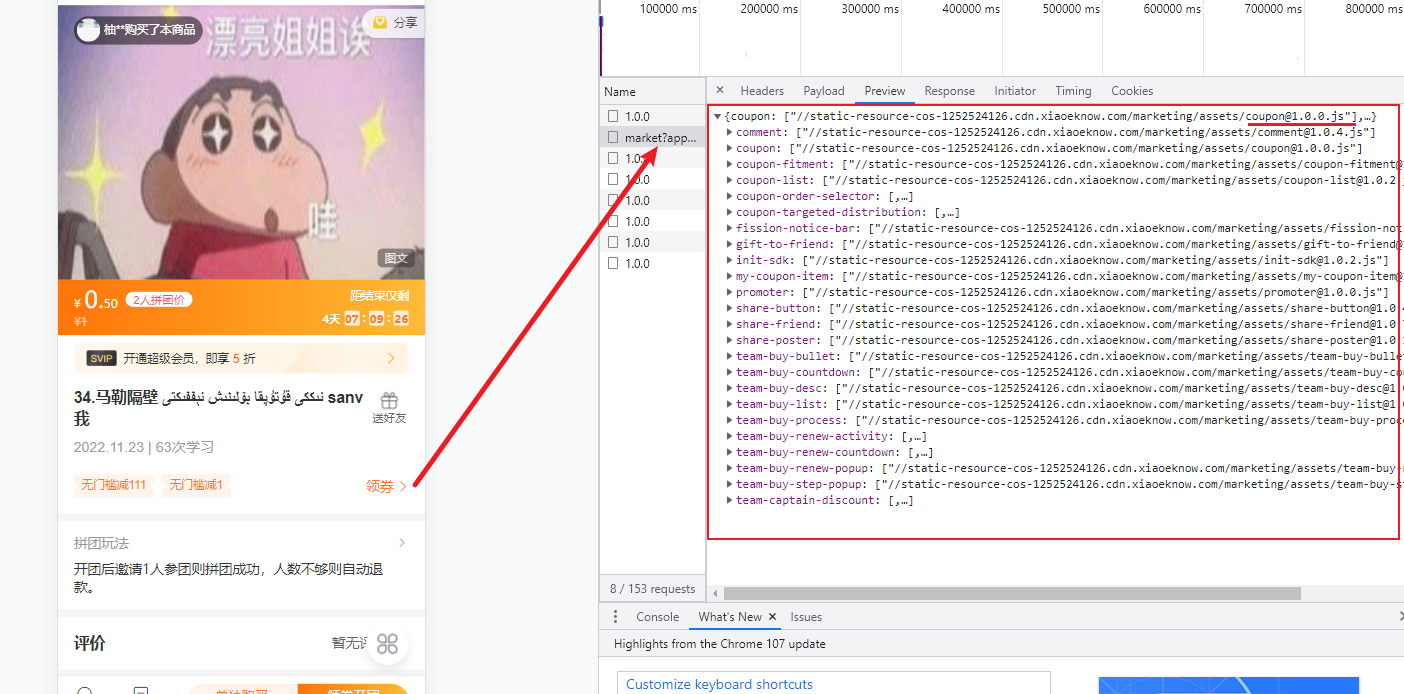 柚**购买了本商品
分享
漂亮姐姐诶
哇
图文
¥0.50 2人拼团价
¥1
距结束仅剩
4天 07 : 09 : 26
SVIP 开通超级会员，即享 5 折
34.马勒隔壁 sanv
我
送好友
2022.11.23 | 63次学习
无门槛减111 无门槛减1
领券
拼团玩法
开团后邀请1人参团则拼团成功，人数不够则自动退
款。
评价
100000 ms 200000 ms 300000 ms 400000 ms 500000 ms 600000 ms 700000 ms 800000 ms
Name
1.0.0
market?app...
1.0.0
1.0.0
1.0.0
1.0.0
1.0.0
1.0.0
8 / 153 requests
× Headers Payload Preview Response Initiator Timing Cookies
{coupon: ["//static-resource-cos-1252524126.cdn.xiaoeknow.com/marketing/assets/coupon@1.0.0.js"],…}
comment: ["//static-resource-cos-1252524126.cdn.xiaoeknow.com/marketing/assets/comment@1.0.4.js"]
coupon: ["//static-resource-cos-1252524126.cdn.xiaoeknow.com/marketing/assets/coupon@1.0.0.js"]
coupon-fitment: ["//static-resource-cos-1252524126.cdn.xiaoeknow.com/marketing/assets/coupon-fitment@
coupon-list: ["//static-resource-cos-1252524126.cdn.xiaoeknow.com/marketing/assets/coupon-list@1.0.2
coupon-order-selector: [,…]
coupon-targeted-distribution: [,…]
fission-notice-bar: ["//static-resource-cos-1252524126.cdn.xiaoeknow.com/marketing/assets/fission-not
gift-to-friend: ["//static-resource-cos-1252524126.cdn.xiaoeknow.com/marketing/assets/gift-to-friend@
init-sdk: ["//static-resource-cos-1252524126.cdn.xiaoeknow.com/marketing/assets/init-sdk@1.0.2.js"]
my-coupon-item: ["//static-resource-cos-1252524126.cdn.xiaoeknow.com/marketing/assets/my-coupon-item@
promoter: ["//static-resource-cos-1252524126.cdn.xiaoeknow.com/marketing/assets/promoter@1.0.0.js"]
share-button: ["//static-resource-cos-1252524126.cdn.xiaoeknow.com/marketing/assets/share-button@1.0
share-friend: ["//static-resource-cos-1252524126.cdn.xiaoeknow.com/marketing/assets/share-friend@1.0
share-poster: ["//static-resource-cos-1252524126.cdn.xiaoeknow.com/marketing/assets/share-poster@1.0
team-buy-bullet: ["//static-resource-cos-1252524126.cdn.xiaoeknow.com/marketing/assets/team-buy-bulle
team-buy-countdown: ["//static-resource-cos-1252524126.cdn.xiaoeknow.com/marketing/assets/team-buy-co
team-buy-desc: ["//static-resource-cos-1252524126.cdn.xiaoeknow.com/marketing/assets/team-buy-desc@1
team-buy-list: ["//static-resource-cos-1252524126.cdn.xiaoeknow.com/marketing/assets/team-buy-list@1
team-buy-process: ["//static-resource-cos-1252524126.cdn.xiaoeknow.com/marketing/assets/team-buy-proc
team-buy-renew-activity: [,…]
team-buy-renew-countdown: [,…]
team-buy-renew-popup: ["//static-resource-cos-1252524126.cdn.xiaoeknow.com/marketing/assets/team-buy-
team-buy-step-popup: ["//static-resource-cos-1252524126.cdn.xiaoeknow.com/marketing/assets/team-buy-s
team-captain-discount: [,…]
Console What's New × Issues
Highlights from the Chrome 107 update
Customize keyboard shortcuts